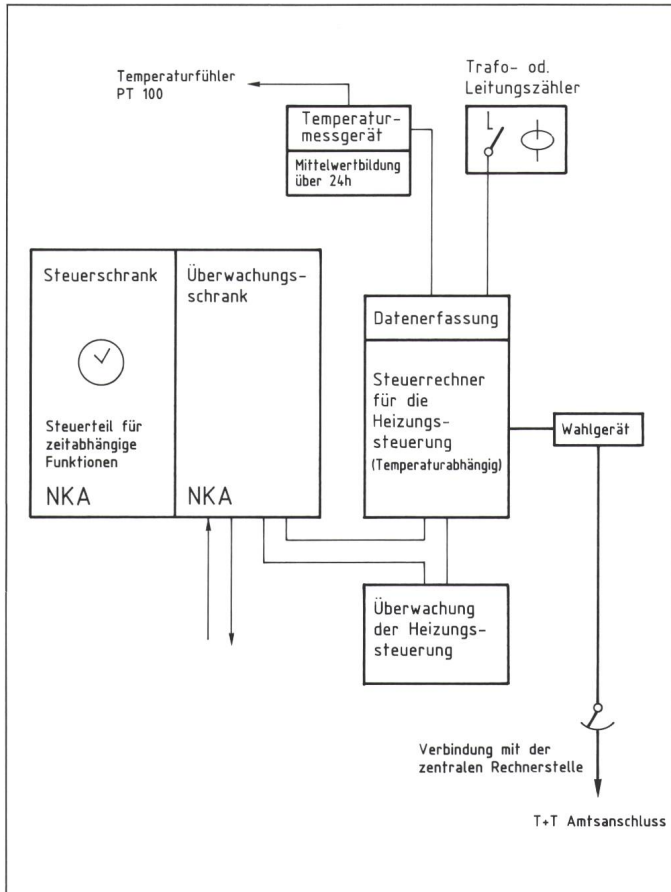 Temperaturfühler
PT 100
Trafo- od.
Leitungszähler
Temperatur-
messgerät
Mittelwertbildung
über 24h
Steuerschrank
Überwachungs-
schrank
Steuerteil für
zeitabhängige
Funktionen
NKA
NKA
Datenerfassung
Steuerrechner
für die
Heizungs-
steuerung
(Temperaturabhängig)
Wahlgerät
Überwachung
der Heizungs-
steuerung
Verbindung mit der
zentralen Rechnerstelle
T+T Amtsanschluss